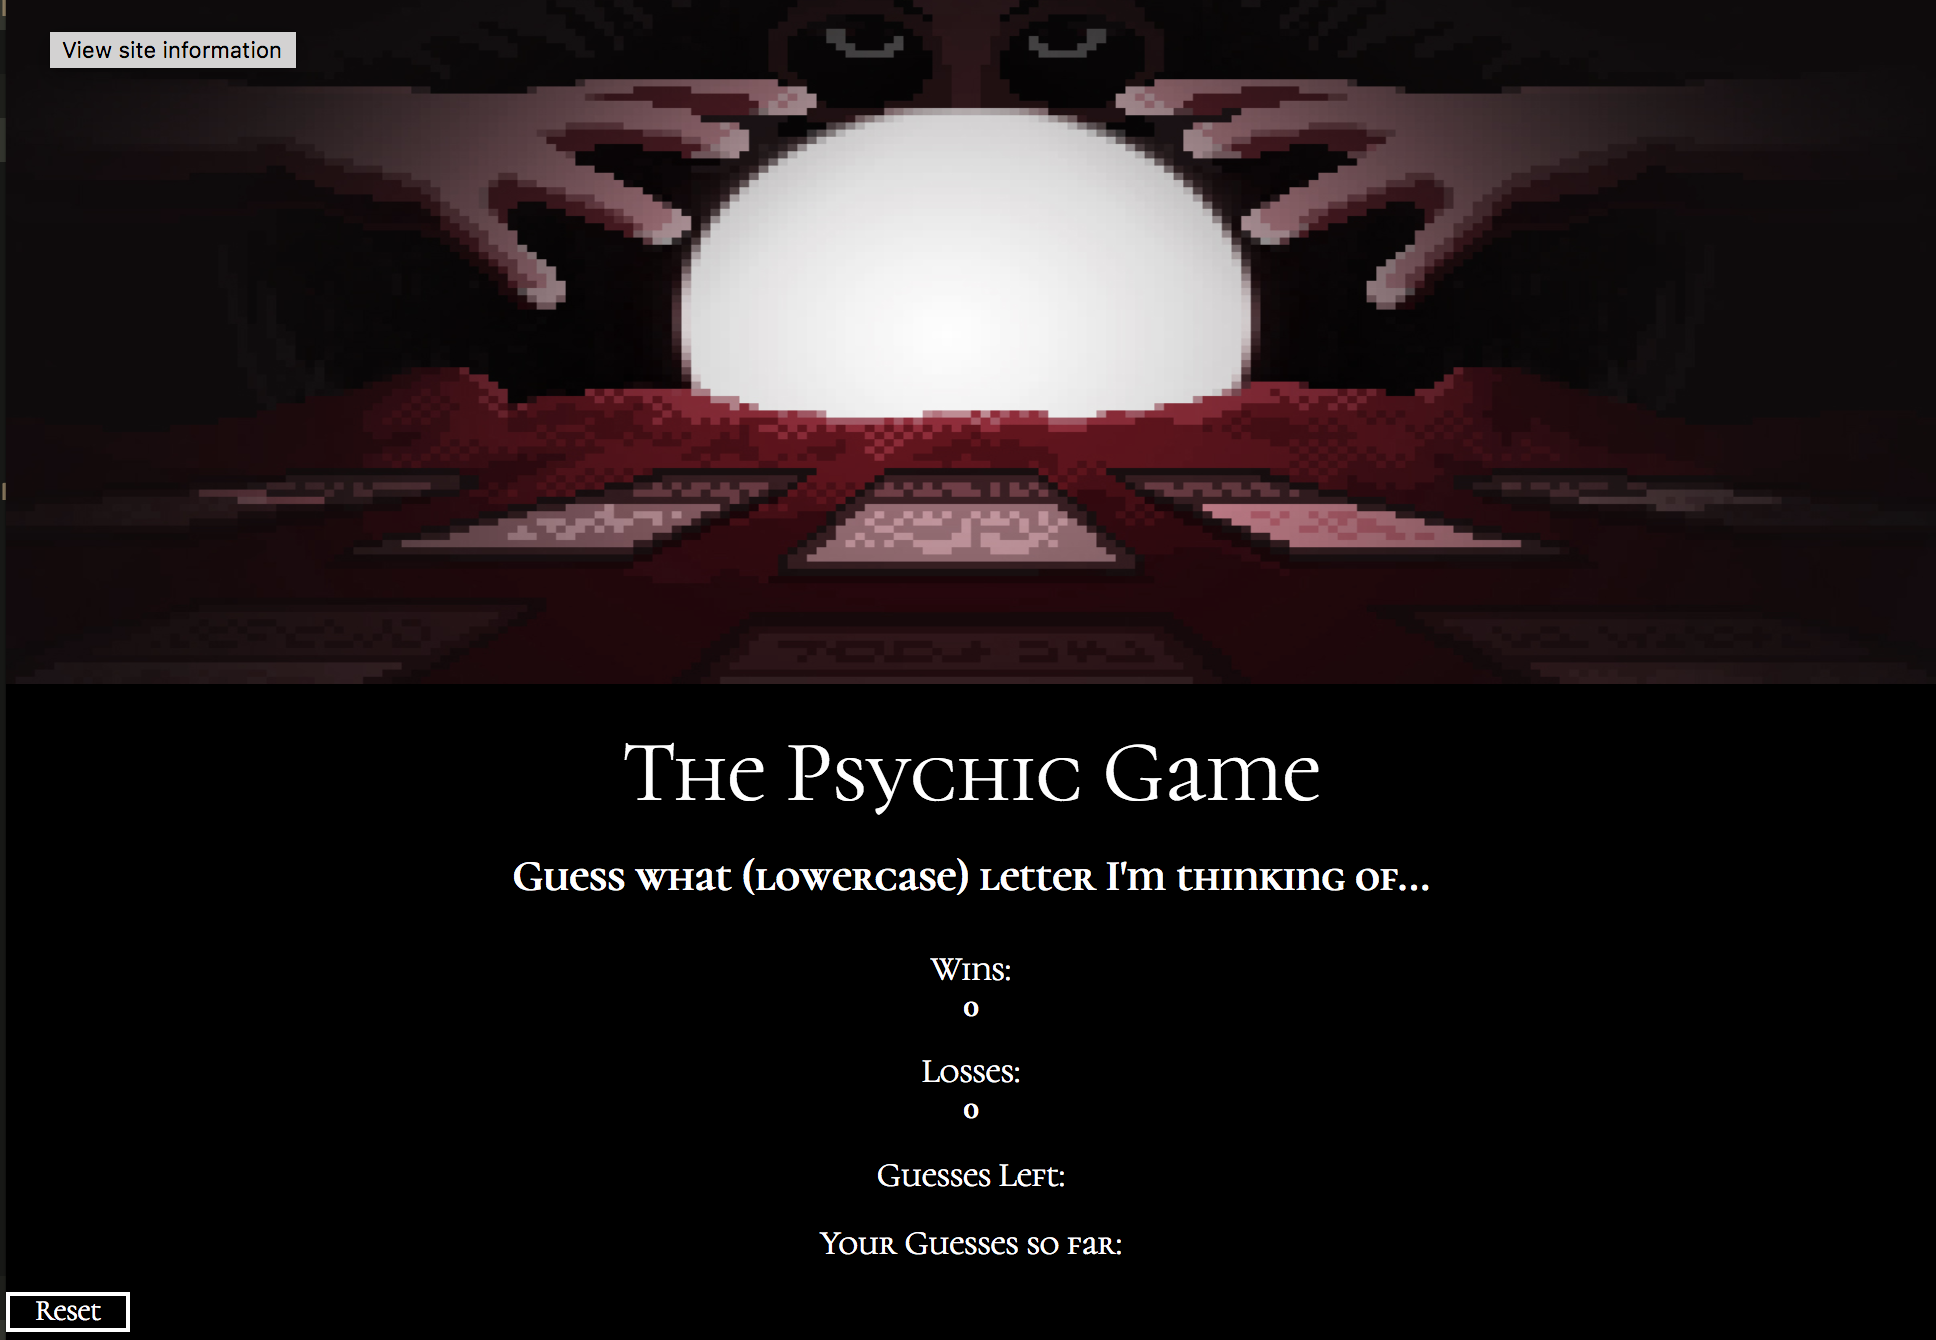 View site information
The Psychic Game
Guess what (lowercase) letter I'm thinking of...
Wins:
0
Losses:
0
Guesses Left:
Your Guesses so far:
Reset